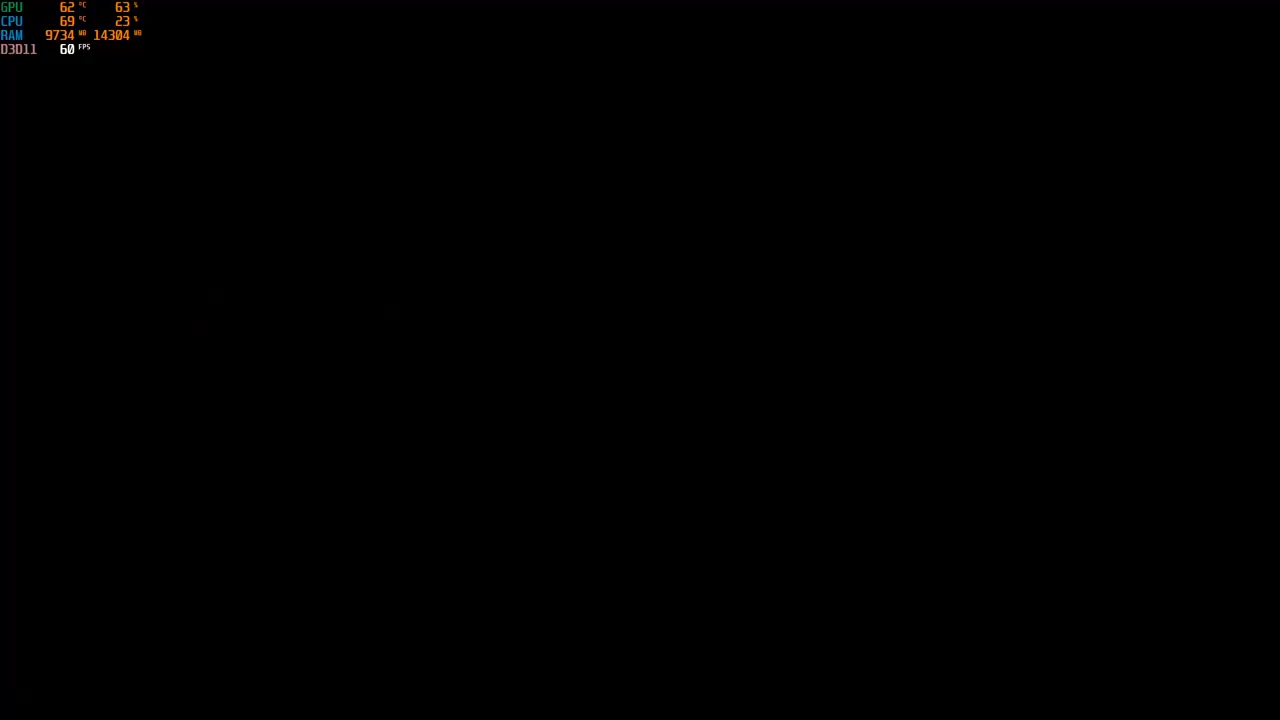 GPU 62 °C 63 %
CPU 69 °C 23 %
RAM 9734 MB 14304 MB
D3D11 60 FPS